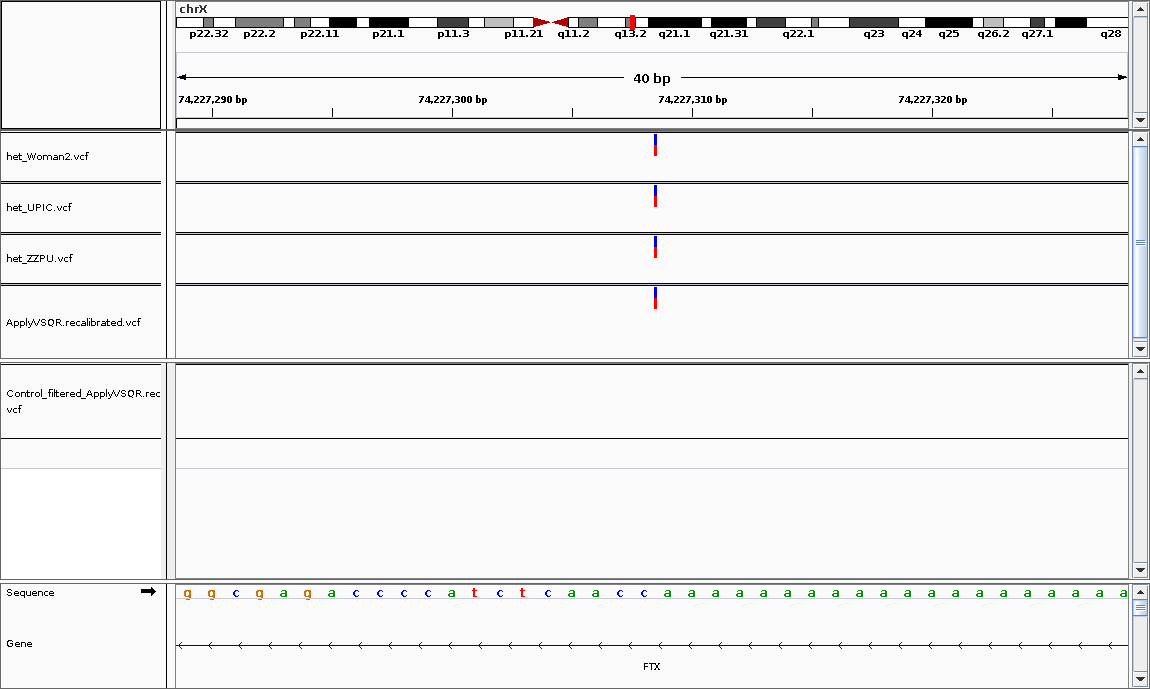 chrX
p22.32 p22.2 p22.11 p21.1 p11.3 p11.21 q11.2 q13.2 q21.1 q21.31 q22.1 q23 q24 q25 q26.2 q27.1 q28
40 bp
74,227,290 bp 74,227,300 bp 74,227,310 bp 74,227,320 bp
het_Woman2.vcf
het_UPIC.vcf
het_ZZPU.vcf
ApplyVSQR.recalibrated.vcf
Control_filtered_ApplyVSQR.rec
vcf
Sequence g g c g a g a c c c c a t c t c a a c c a a a a a a a a a a a a a a a a a a a a
Gene
FTX